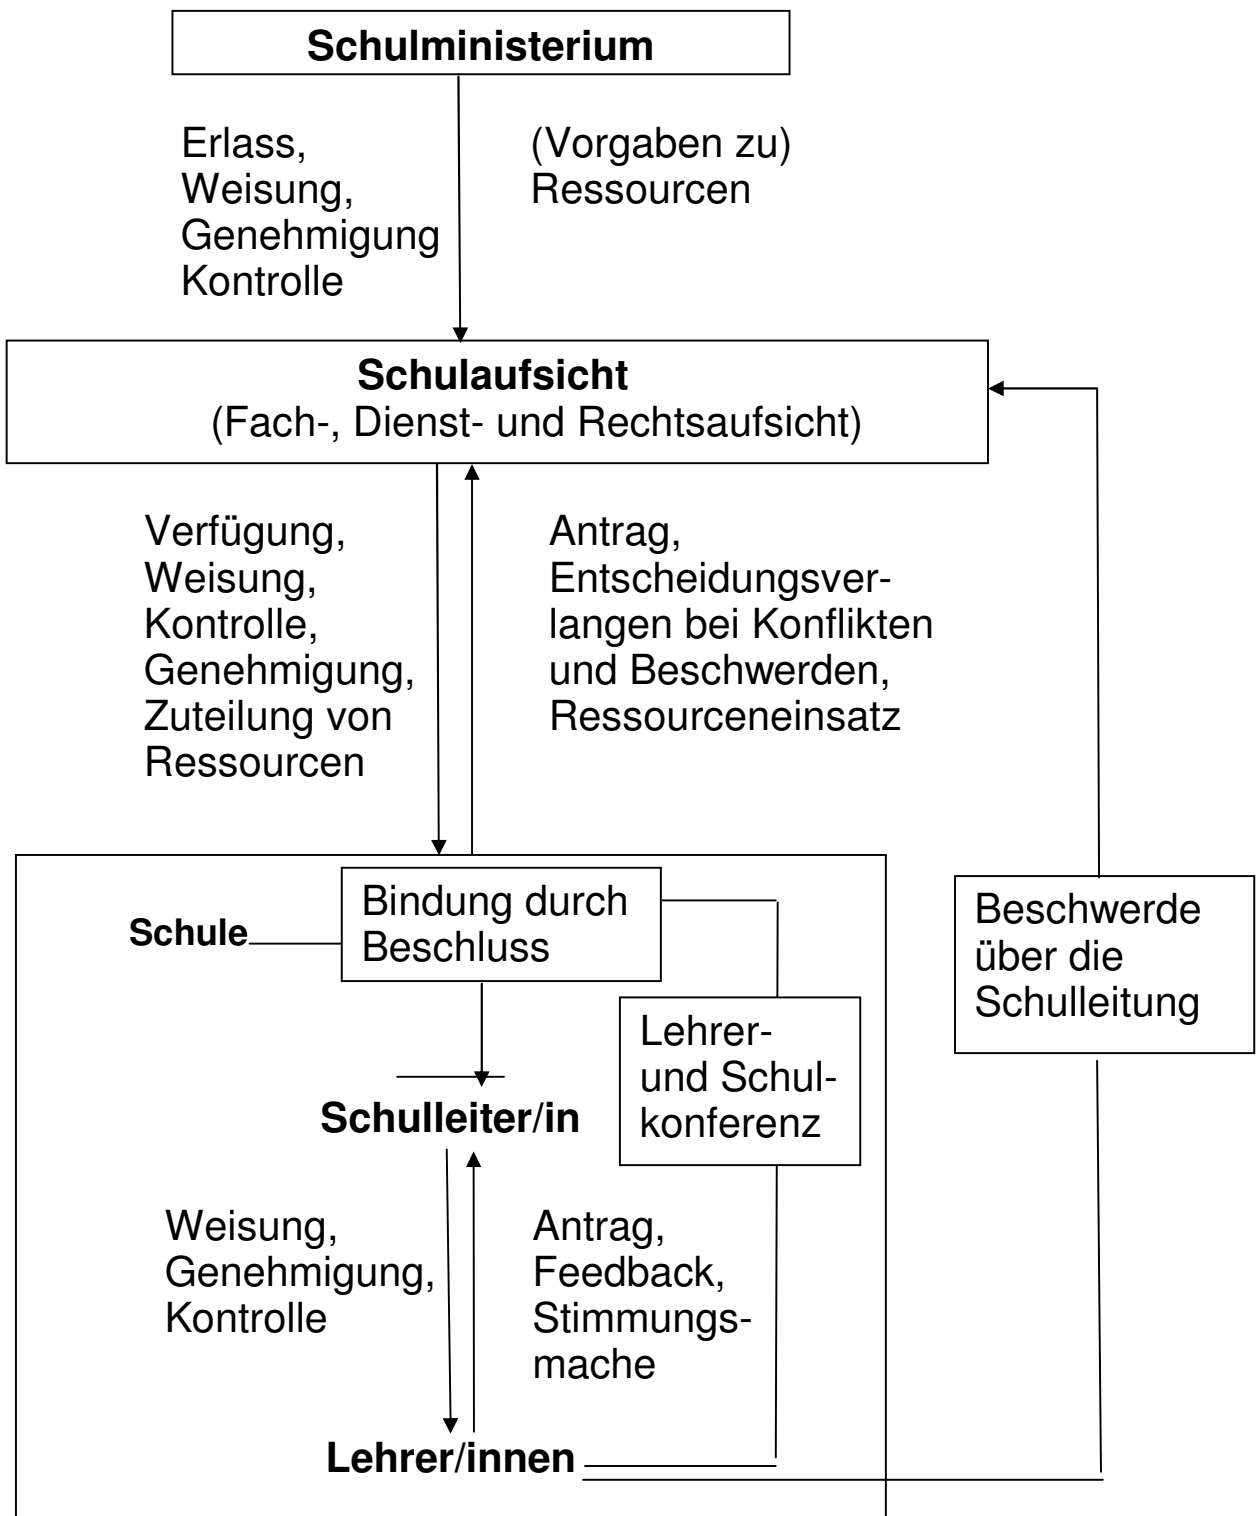 Schulministerium
Erlass,
Weisung,
Genehmigung
Kontrolle
(Vorgaben zu)
Ressourcen
Schulaufsicht
(Fach-, Dienst- und Rechtsaufsicht)
Verfügung,
Weisung,
Kontrolle,
Genehmigung,
Zuteilung von
Ressourcen
Antrag,
Entscheidungsver-
langen bei Konflikten
und Beschwerden,
Ressourceneinsatz
Schule
Bindung durch
Beschluss
Beschwerde
über die
Schulleitung
Lehrer-
und Schul-
konferenz
Schulleiter/in
Weisung,
Genehmigung,
Kontrolle
Antrag,
Feedback,
Stimmungs-
mache
Lehrer/innen